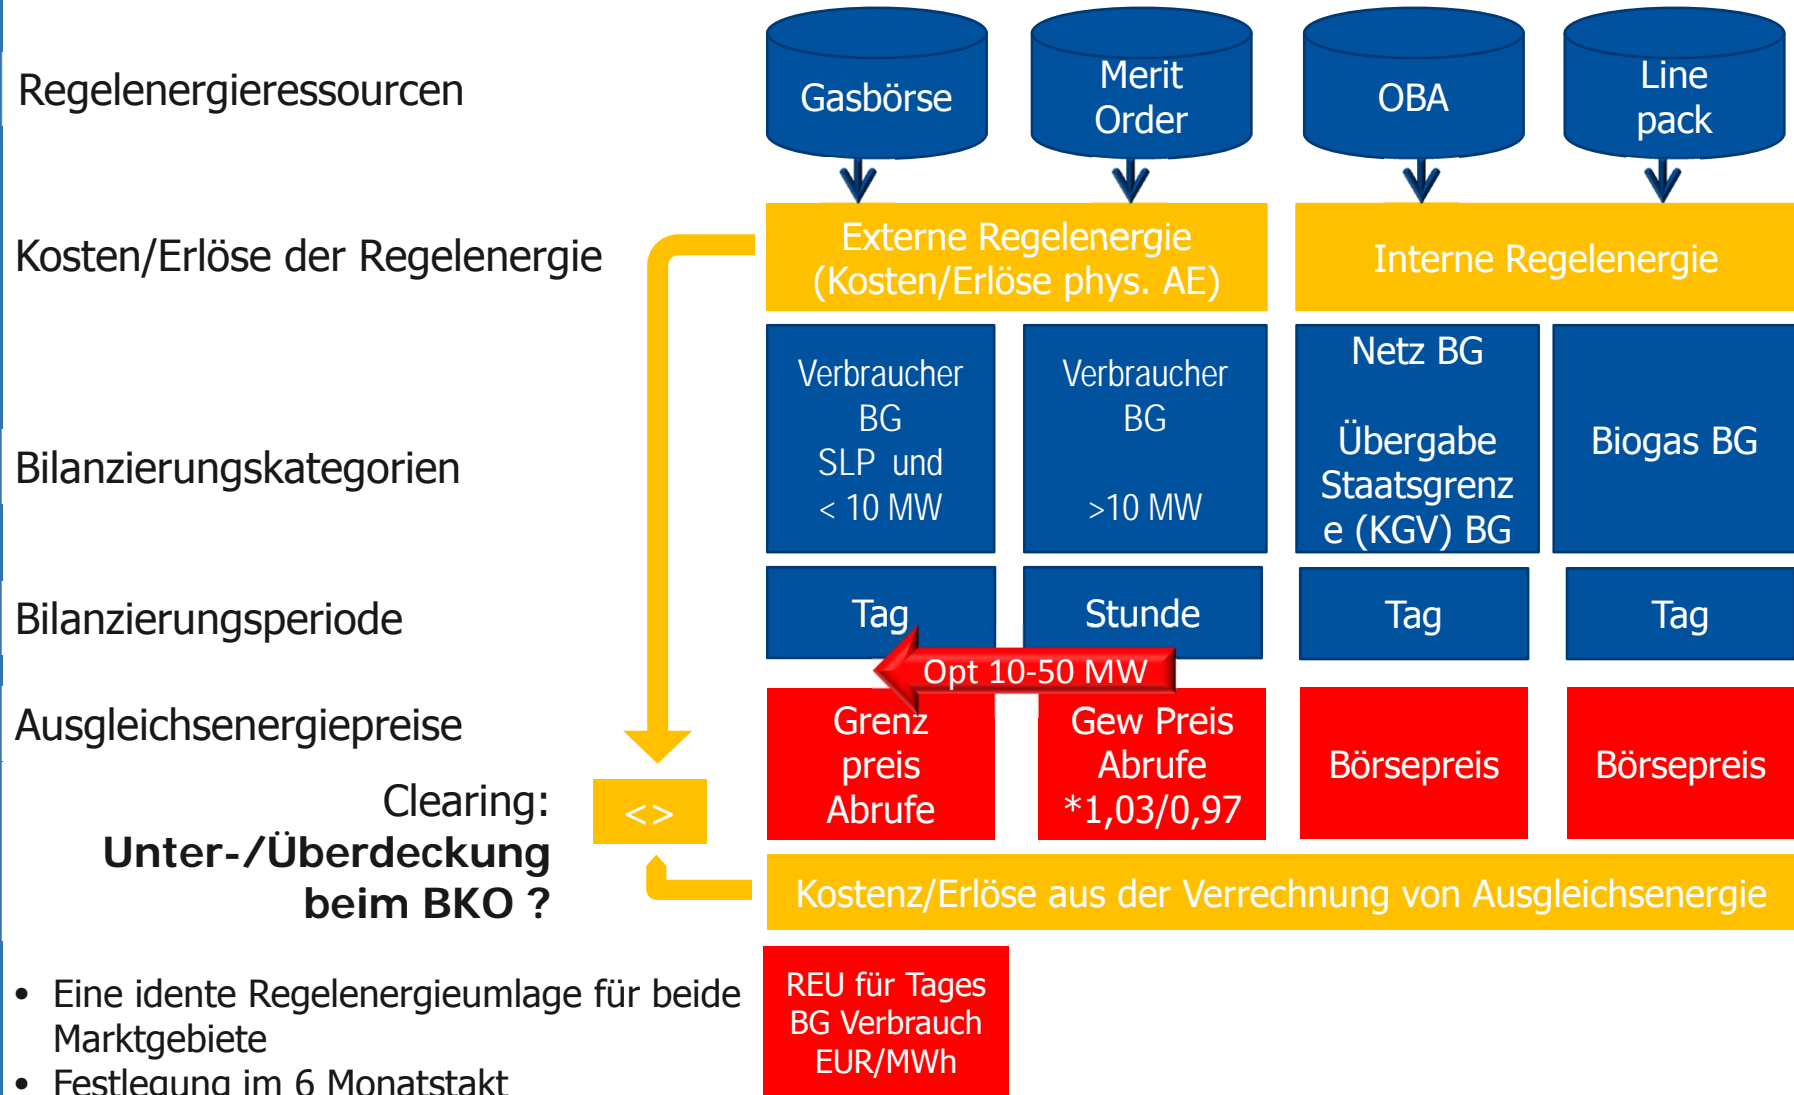 Regelenergieressourcen
Gasbörse
Merit
Order
OBA
Line
pack
Kosten/Erlöse der Regelenergie
Externe Regelenergie
(Kosten/Erlöse phys. AE)
Interne Regelenergie
Bilanzierungskategorien
Verbraucher
BG
SLP und
< 10 MW
Verbraucher
BG
>10 MW
Netz BG
Übergabe
Staatsgrenz
e (KGV) BG
Biogas BG
Bilanzierungsperiode
Tag
Stunde
Tag
Tag
Opt 10-50 MW
Ausgleichsenergiepreise
Grenz
preis
Abrufe
Gew Preis
Abrufe
*1,03/0,97
Börsepreis
Börsepreis
Clearing:
Unter-/Überdeckung
beim BKO ?
<>
Kostenz/Erlöse aus der Verrechnung von Ausgleichsenergie
• Eine idente Regelenergieumlage für beide
Marktgebiete
• Festlegung im 6 Monatstakt
REU für Tages
BG Verbrauch
EUR/MWh